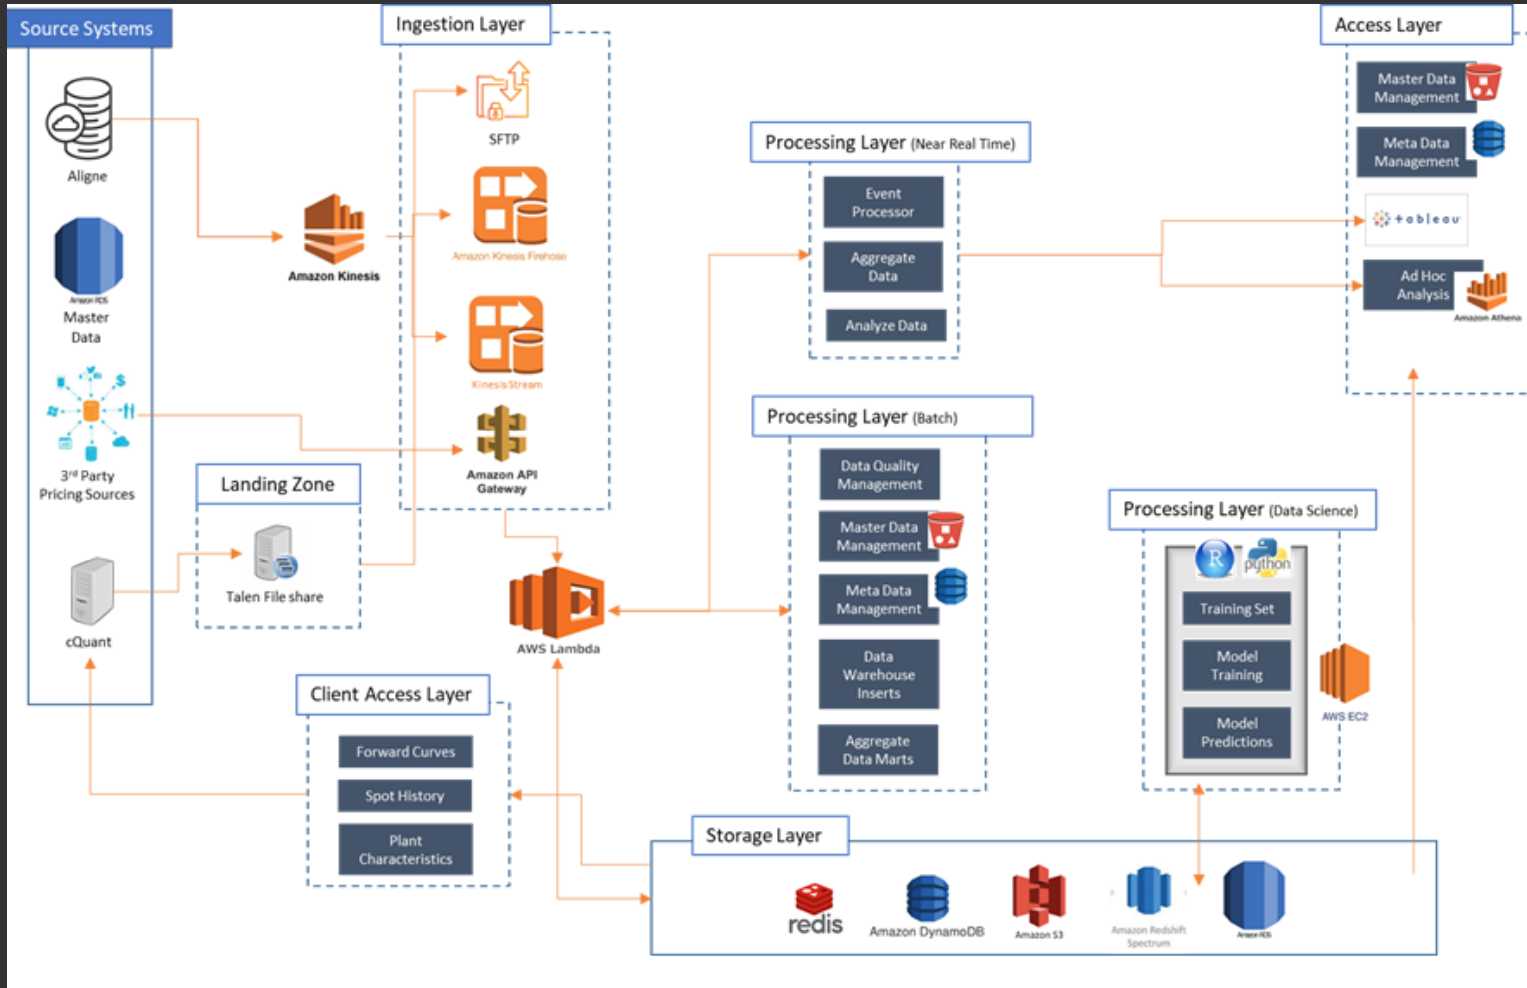 Source Systems
Aligne
Amazon RDS
Master
Data
3rd Party
Pricing Sources
cQuant
Landing Zone
Talen File share
Amazon Kinesis
Ingestion Layer
SFTP
Amazon Kinesis Firehose
Kinesis Stream
Amazon API
Gateway
AWS Lambda
Client Access Layer
Forward Curves
Spot History
Plant
Characteristics
Processing Layer (Near Real Time)
Event
Processor
Aggregate
Data
Analyze Data
Processing Layer (Batch)
Data Quality
Management
Master Data
Management
Meta Data
Management
Data
Warehouse
Inserts
Aggregate
Data Marts
Processing Layer (Data Science)
R
python
Training Set
Model
Training
Model
Predictions
AWS EC2
Access Layer
Master Data
Management
Meta Data
Management
+ableau
Ad Hoc
Analysis
Amazon Athena
Storage Layer
redis
Amazon DynamoDB
Amazon S3
Amazon Redshift
Spectrum
Amazon RDS